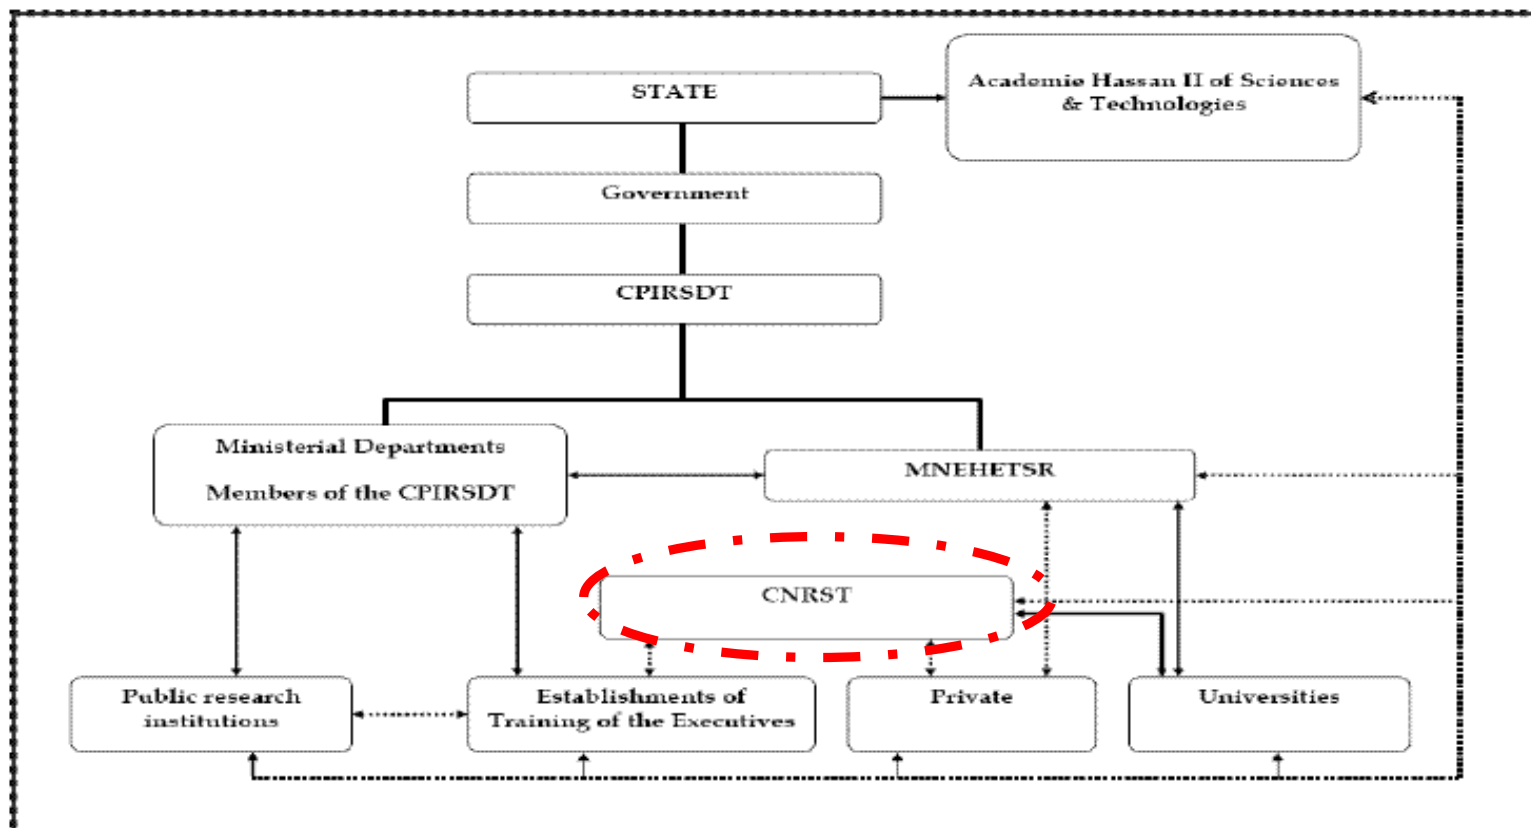 STATE
Academie Hassan II of Sciences
& Technologies
Government
CPIRSDT
Ministerial Departments
Members of the CPIRSDT
MNEHETSR
CNRST
Public research
institutions
Establishments of
Training of the Executives
Private
Universities